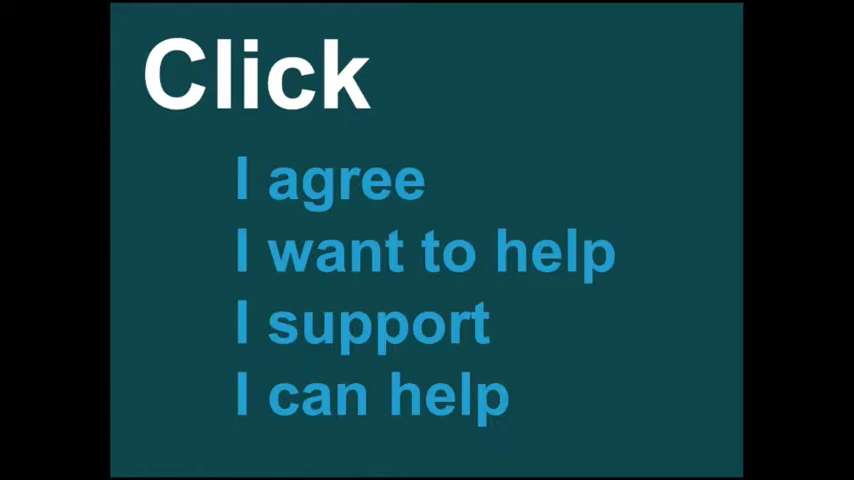 Click
I agree
I want to help
I support
I can help